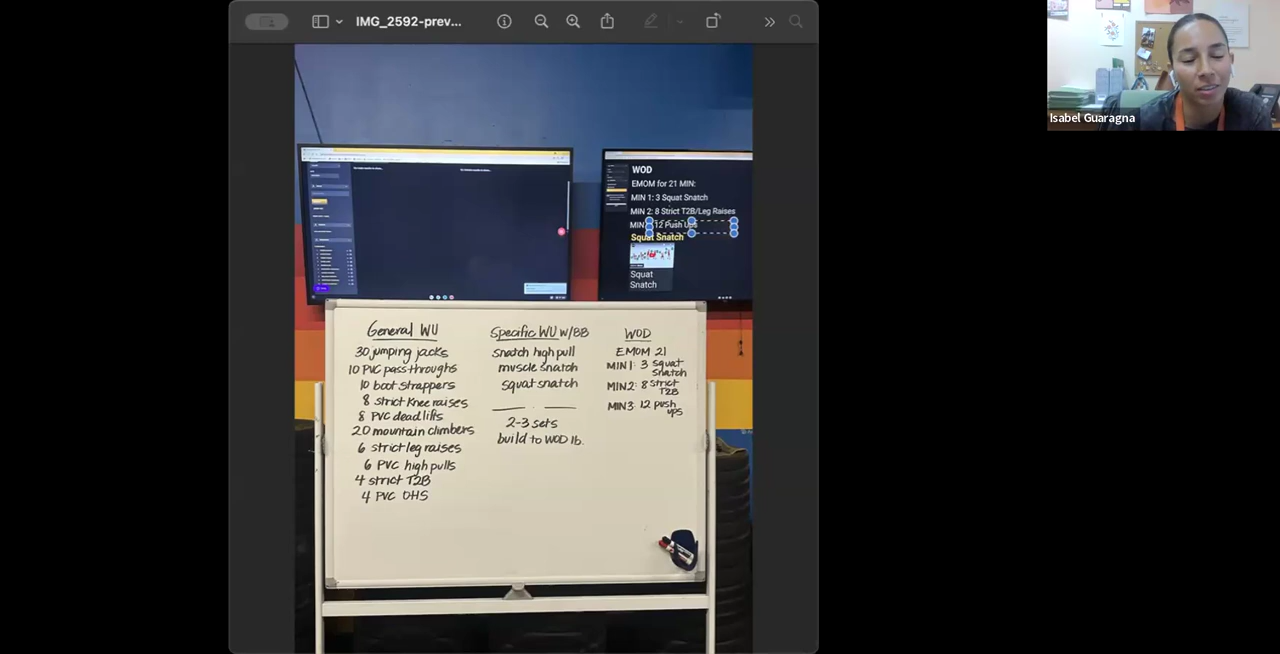 IMG_2592-prev...
Isabel Guaragna
WOD
EMOM for 21 MIN:
MIN 1: 3 Squat Snatch
MIN 2: 8 Strict T2B/Leg Raises
MIN 12 Push Ups
Squat Snatch
Squat
Snatch
General WU
30 jumping jacks
10 PVC pass throughs
10 boot strappers
8 strict knee raises
8 PVC deadlifts
20 mountain climbers
6 strict leg raises
6 PVC high pulls
4 strict T2B
4 PVC OHS
Specific WU w/BB
snatch high pull
muscle snatch
squat snatch
2-3 sets
build to WOD lb.
WOD
EMOM 21
MIN 1: 3 squat
snatch
MIN 2: 8 strict
T2B
MIN 3: 12 push
ups